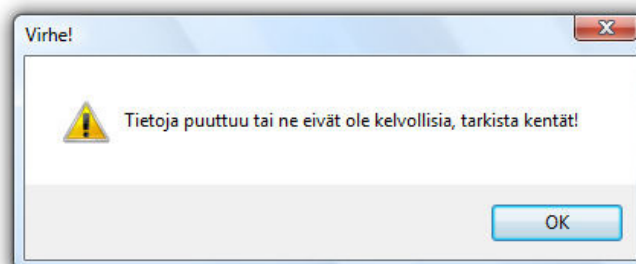 Virhe!
Tietoja puuttuu tai ne eivät ole kelvollisia, tarkista kentät!
OK